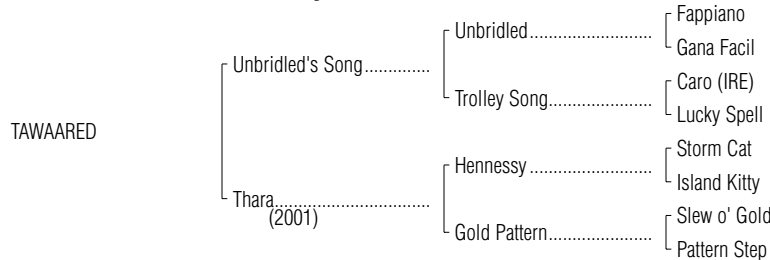 Fappiano
Unbridled..............................
Gana Facil
Unbridled's Song..............
Caro (IRE)
Trolley Song.........................
Lucky Spell
TAWAARED
Storm Cat
Hennessy..............................
Island Kitty
Thara.....................................
(2001)
Slew o' Gold
Gold Pattern.........................
Pattern Step